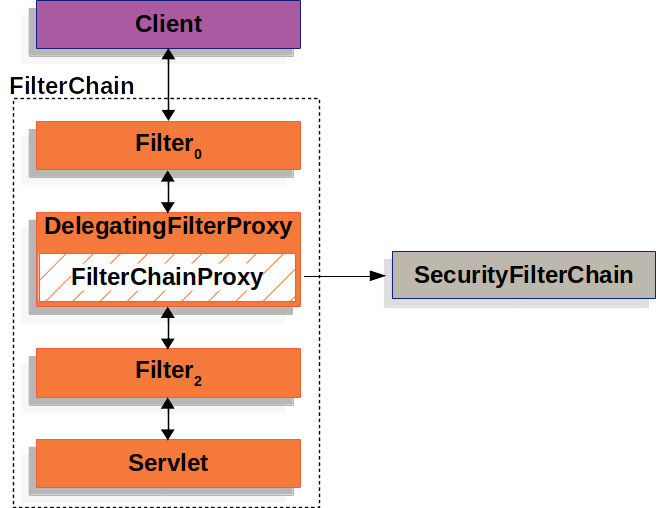 Client
FilterChain
Filter0
DelegatingFilterProxy
FilterChainProxy
SecurityFilterChain
Filter2
Servlet